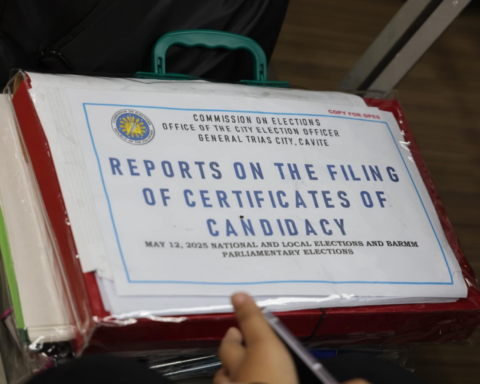 COPY FOR OPES
COMMISSION ON ELECTIONS
OFFICE OF THE CITY ELECTION OFFICER
GENERAL TRIAS CITY, CAVITE
REPORTS ON THE FILING
OF CERTIFICATES OF
CANDIDACY
MAY 12, 2025 NATIONAL AND LOCAL ELECTIONS AND BARMM
PARLIAMENTARY ELECTIONS